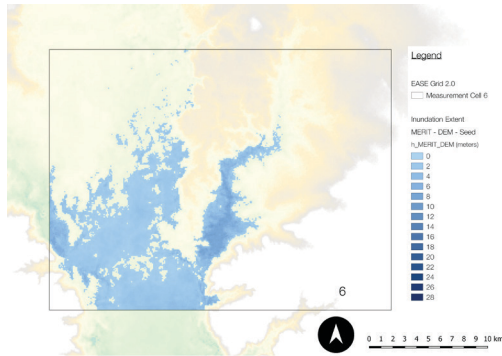 Legend
EASE Grid 2.0
Measurement Cell 6
Inundation Extent
MERIT - DEM - Seed
h_MERIT_DEM (meters)
0
2
4
6
8
10
12
14
16
18
20
22
24
26
28
6
0 1 2 3 4 5 6 7 8 9 10 km